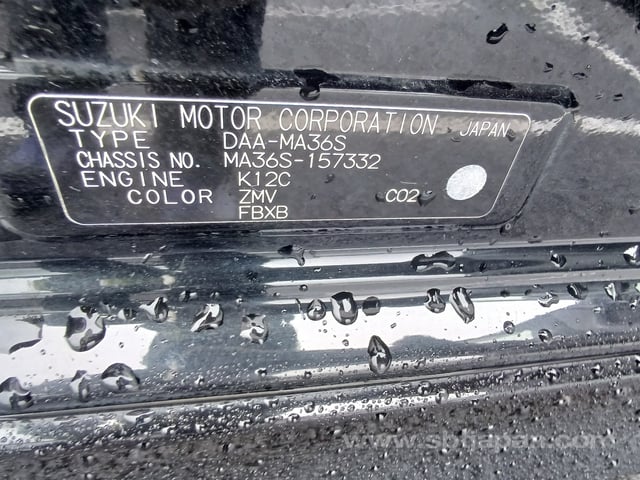 SUZUKI MOTOR CORPORATION JAPAN
TYPE DAA-MA36S
CHASSIS NO. MA36S-157332
ENGINE K12C
COLOR ZMV C02
FBXB
www.sbtjapan.com